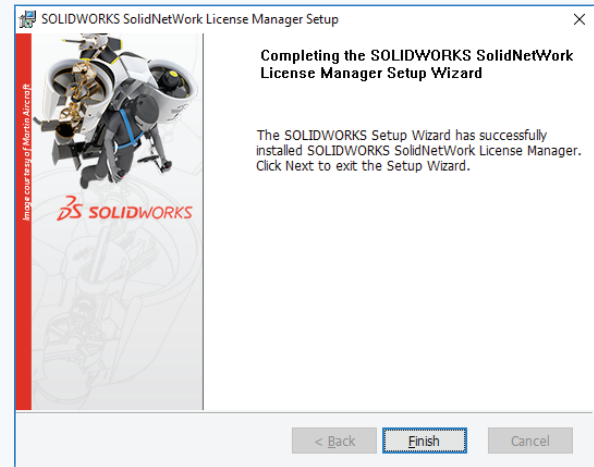 SOLIDWORKS SolidNetWork License Manager Setup
Completing the SOLIDWORKS SolidNetWork
License Manager Setup Wizard
The SOLIDWORKS Setup Wizard has successfully
installed SOLIDWORKS SolidNetWork License Manager.
Click Next to exit the Setup Wizard.
Image courtesy of Martin Aircraft
3S SOLIDWORKS
< Back
Finish
Cancel